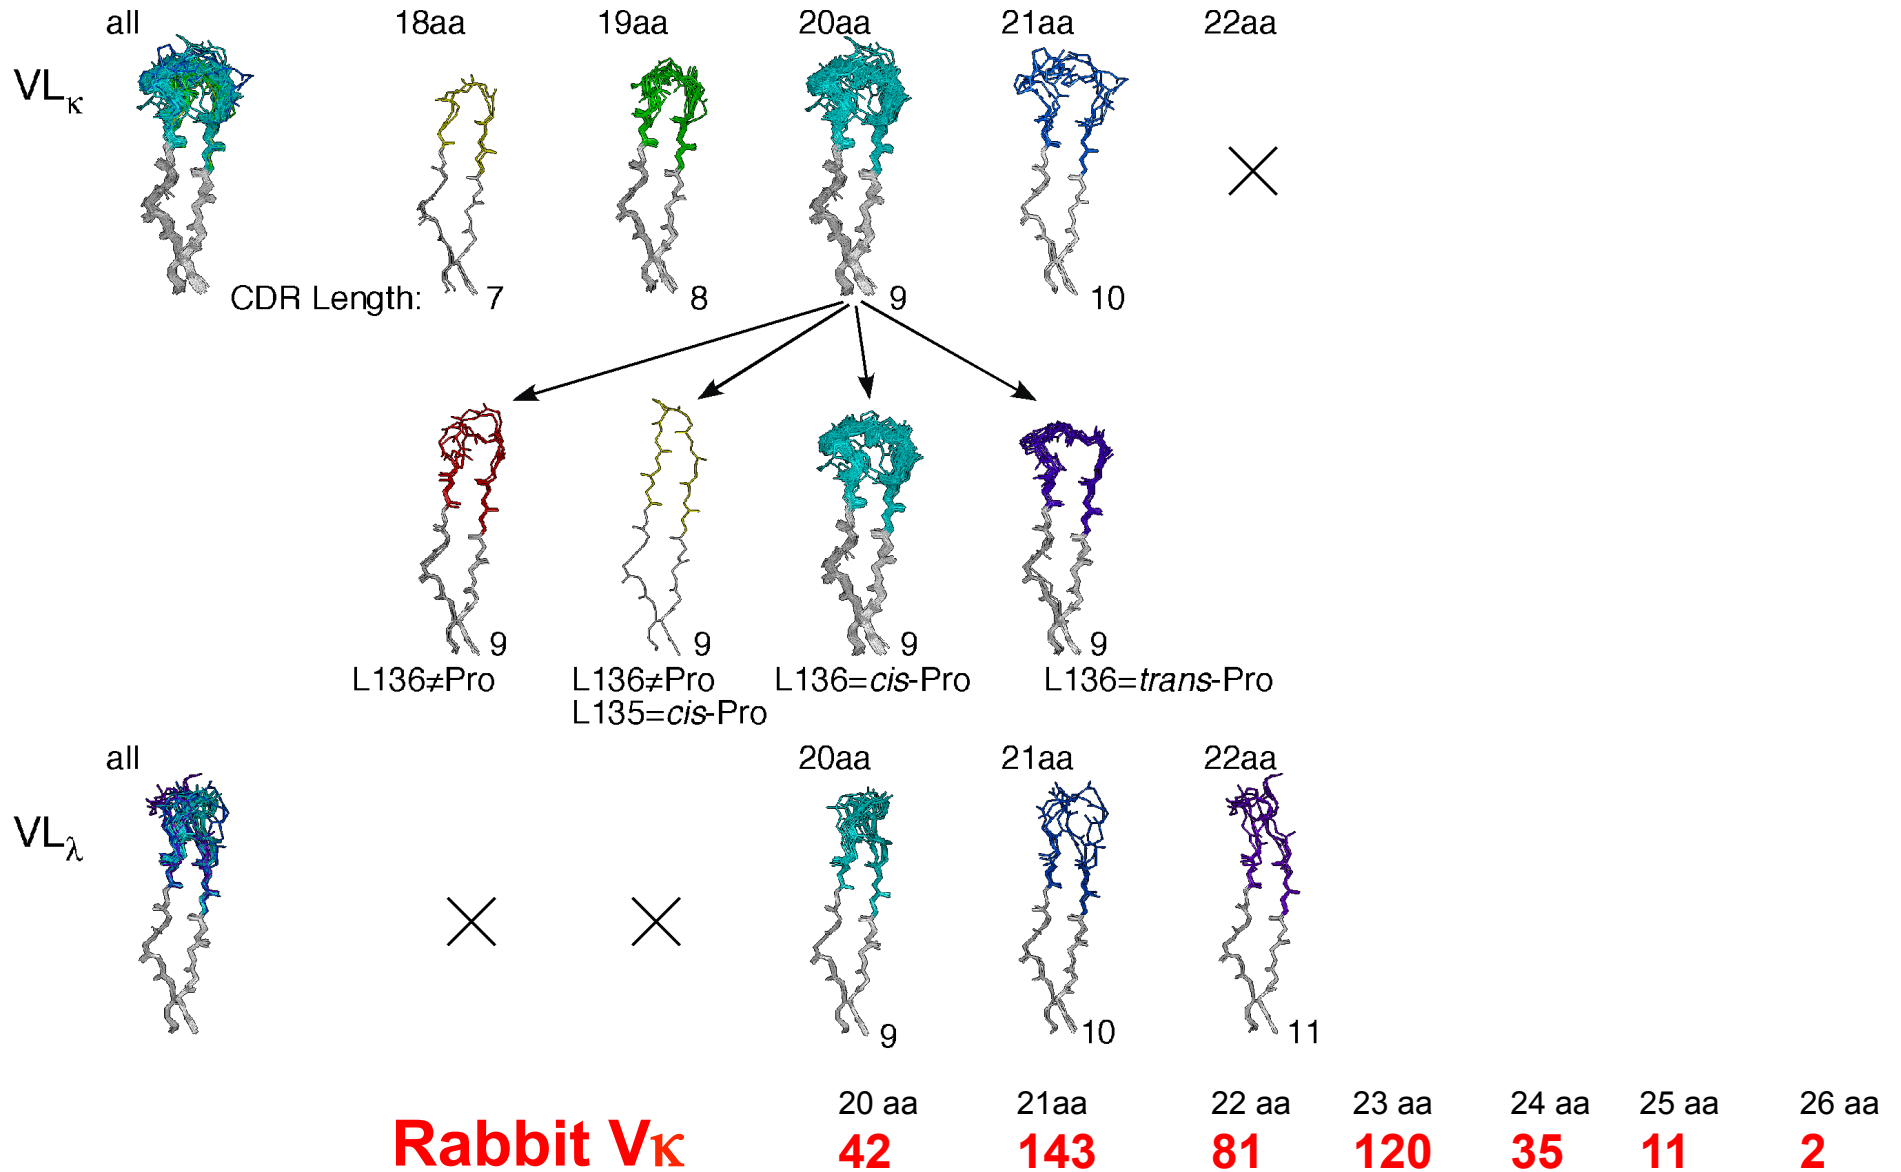 all 18aa 19aa 20aa 21aa 22aa
VLκ
CDR Length: 7 8 9 10
9 9 9 9
L136≠Pro L136≠Pro L136=cis-Pro L136=trans-Pro
L135=cis-Pro
all 20aa 21aa 22aa
VLλ
9 10 11
20 aa 21aa 22 aa 23 aa 24 aa 25 aa 26 aa
Rabbit Vκ 42 143 81 120 35 11 2